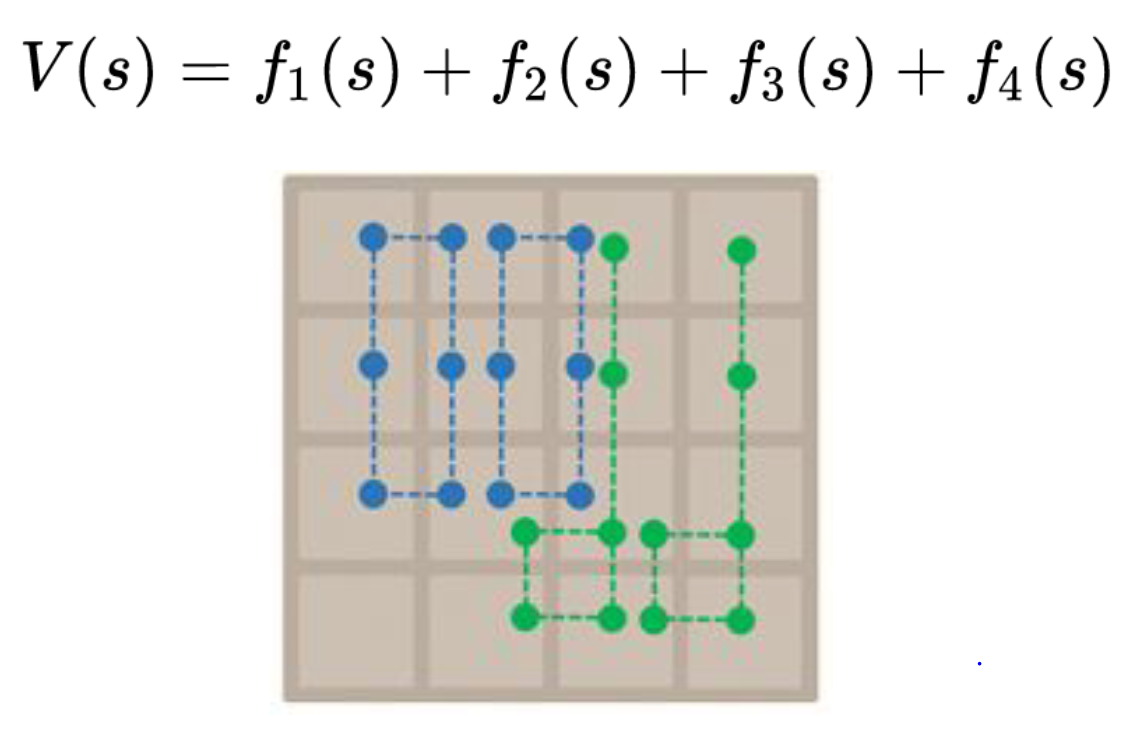 V(s) = f₁(s) + f₂(s) + f₃(s) + f₄(s)